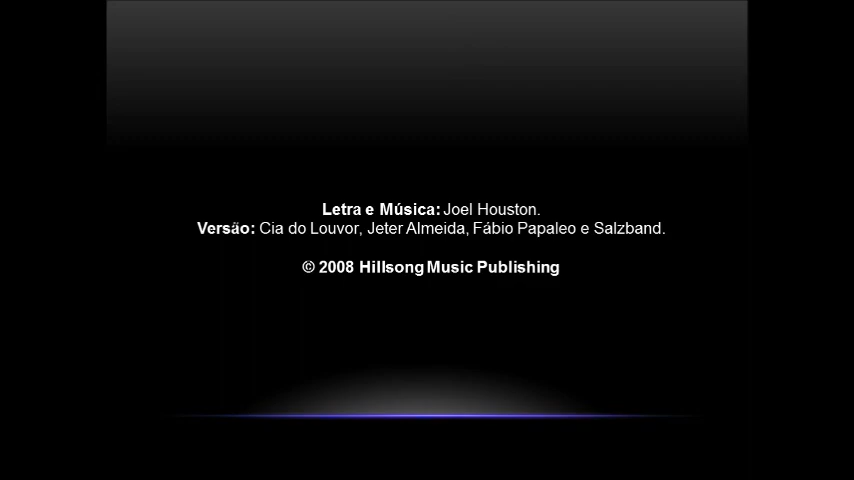 Letra e Música: Joel Houston.
Versão: Cia do Louvor, Jeter Almeida, Fábio Papaleo e Salzband.
© 2008 Hillsong Music Publishing